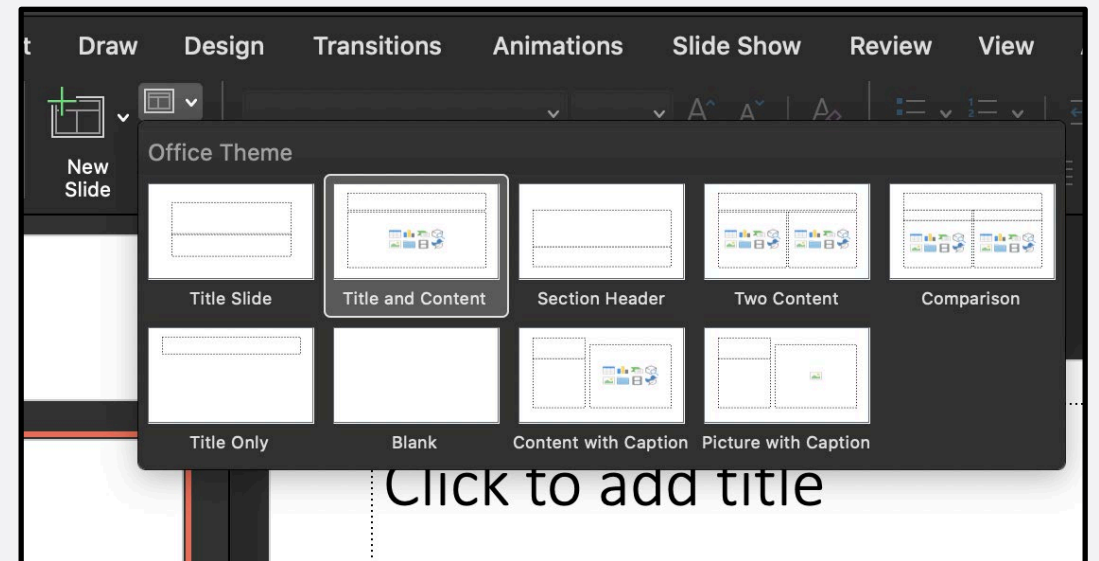 t Draw Design Transitions Animations Slide Show Review View
New
Slide
Office Theme
Title Slide Title and Content Section Header Two Content Comparison
Title Only Blank Content with Caption Picture with Caption
Click to add title